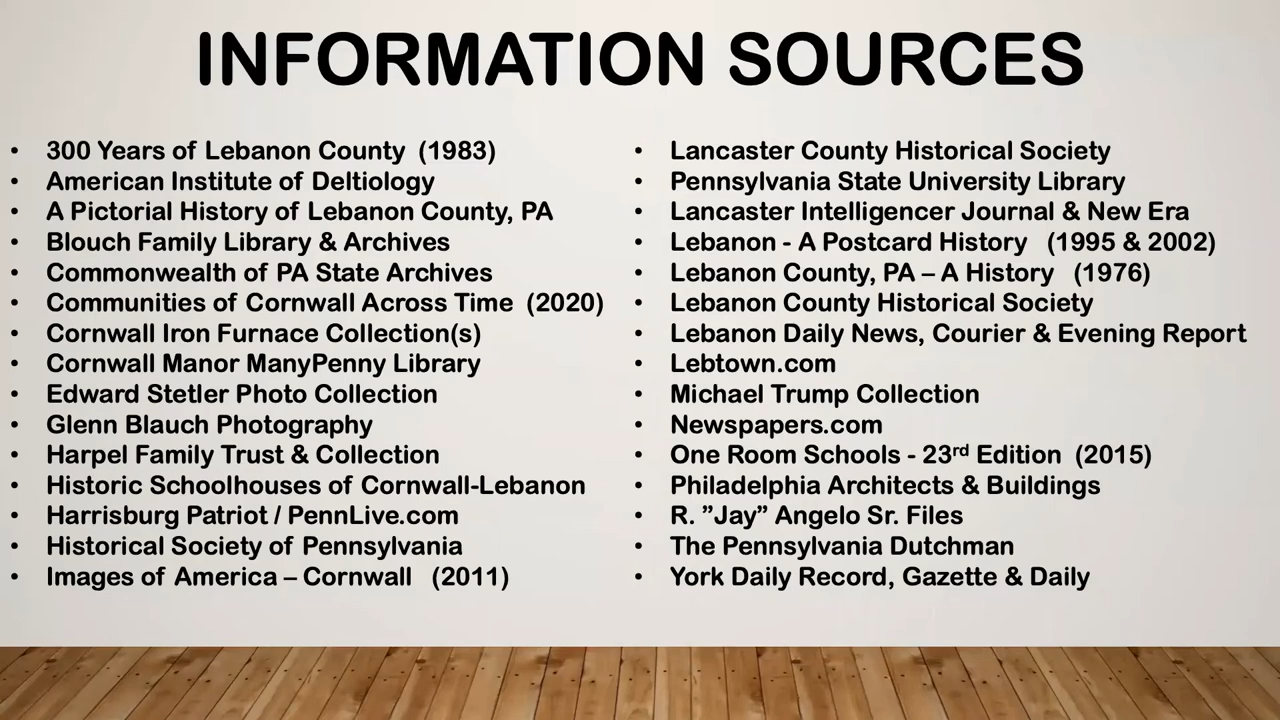 INFORMATION SOURCES
• 300 Years of Lebanon County (1983)
• American Institute of Deltiology
• A Pictorial History of Lebanon County, PA
• Blouch Family Library & Archives
• Commonwealth of PA State Archives
• Communities of Cornwall Across Time (2020)
• Cornwall Iron Furnace Collection(s)
• Cornwall Manor ManyPenny Library
• Edward Stetler Photo Collection
• Glenn Blauch Photography
• Harpel Family Trust & Collection
• Historic Schoolhouses of Cornwall-Lebanon
• Harrisburg Patriot / PennLive.com
• Historical Society of Pennsylvania
• Images of America – Cornwall (2011)
• Lancaster County Historical Society
• Pennsylvania State University Library
• Lancaster Intelligencer Journal & New Era
• Lebanon - A Postcard History (1995 & 2002)
• Lebanon County, PA – A History (1976)
• Lebanon County Historical Society
• Lebanon Daily News, Courier & Evening Report
• Lebtown.com
• Michael Trump Collection
• Newspapers.com
• One Room Schools - 23rd Edition (2015)
• Philadelphia Architects & Buildings
• R. ”Jay” Angelo Sr. Files
• The Pennsylvania Dutchman
• York Daily Record, Gazette & Daily